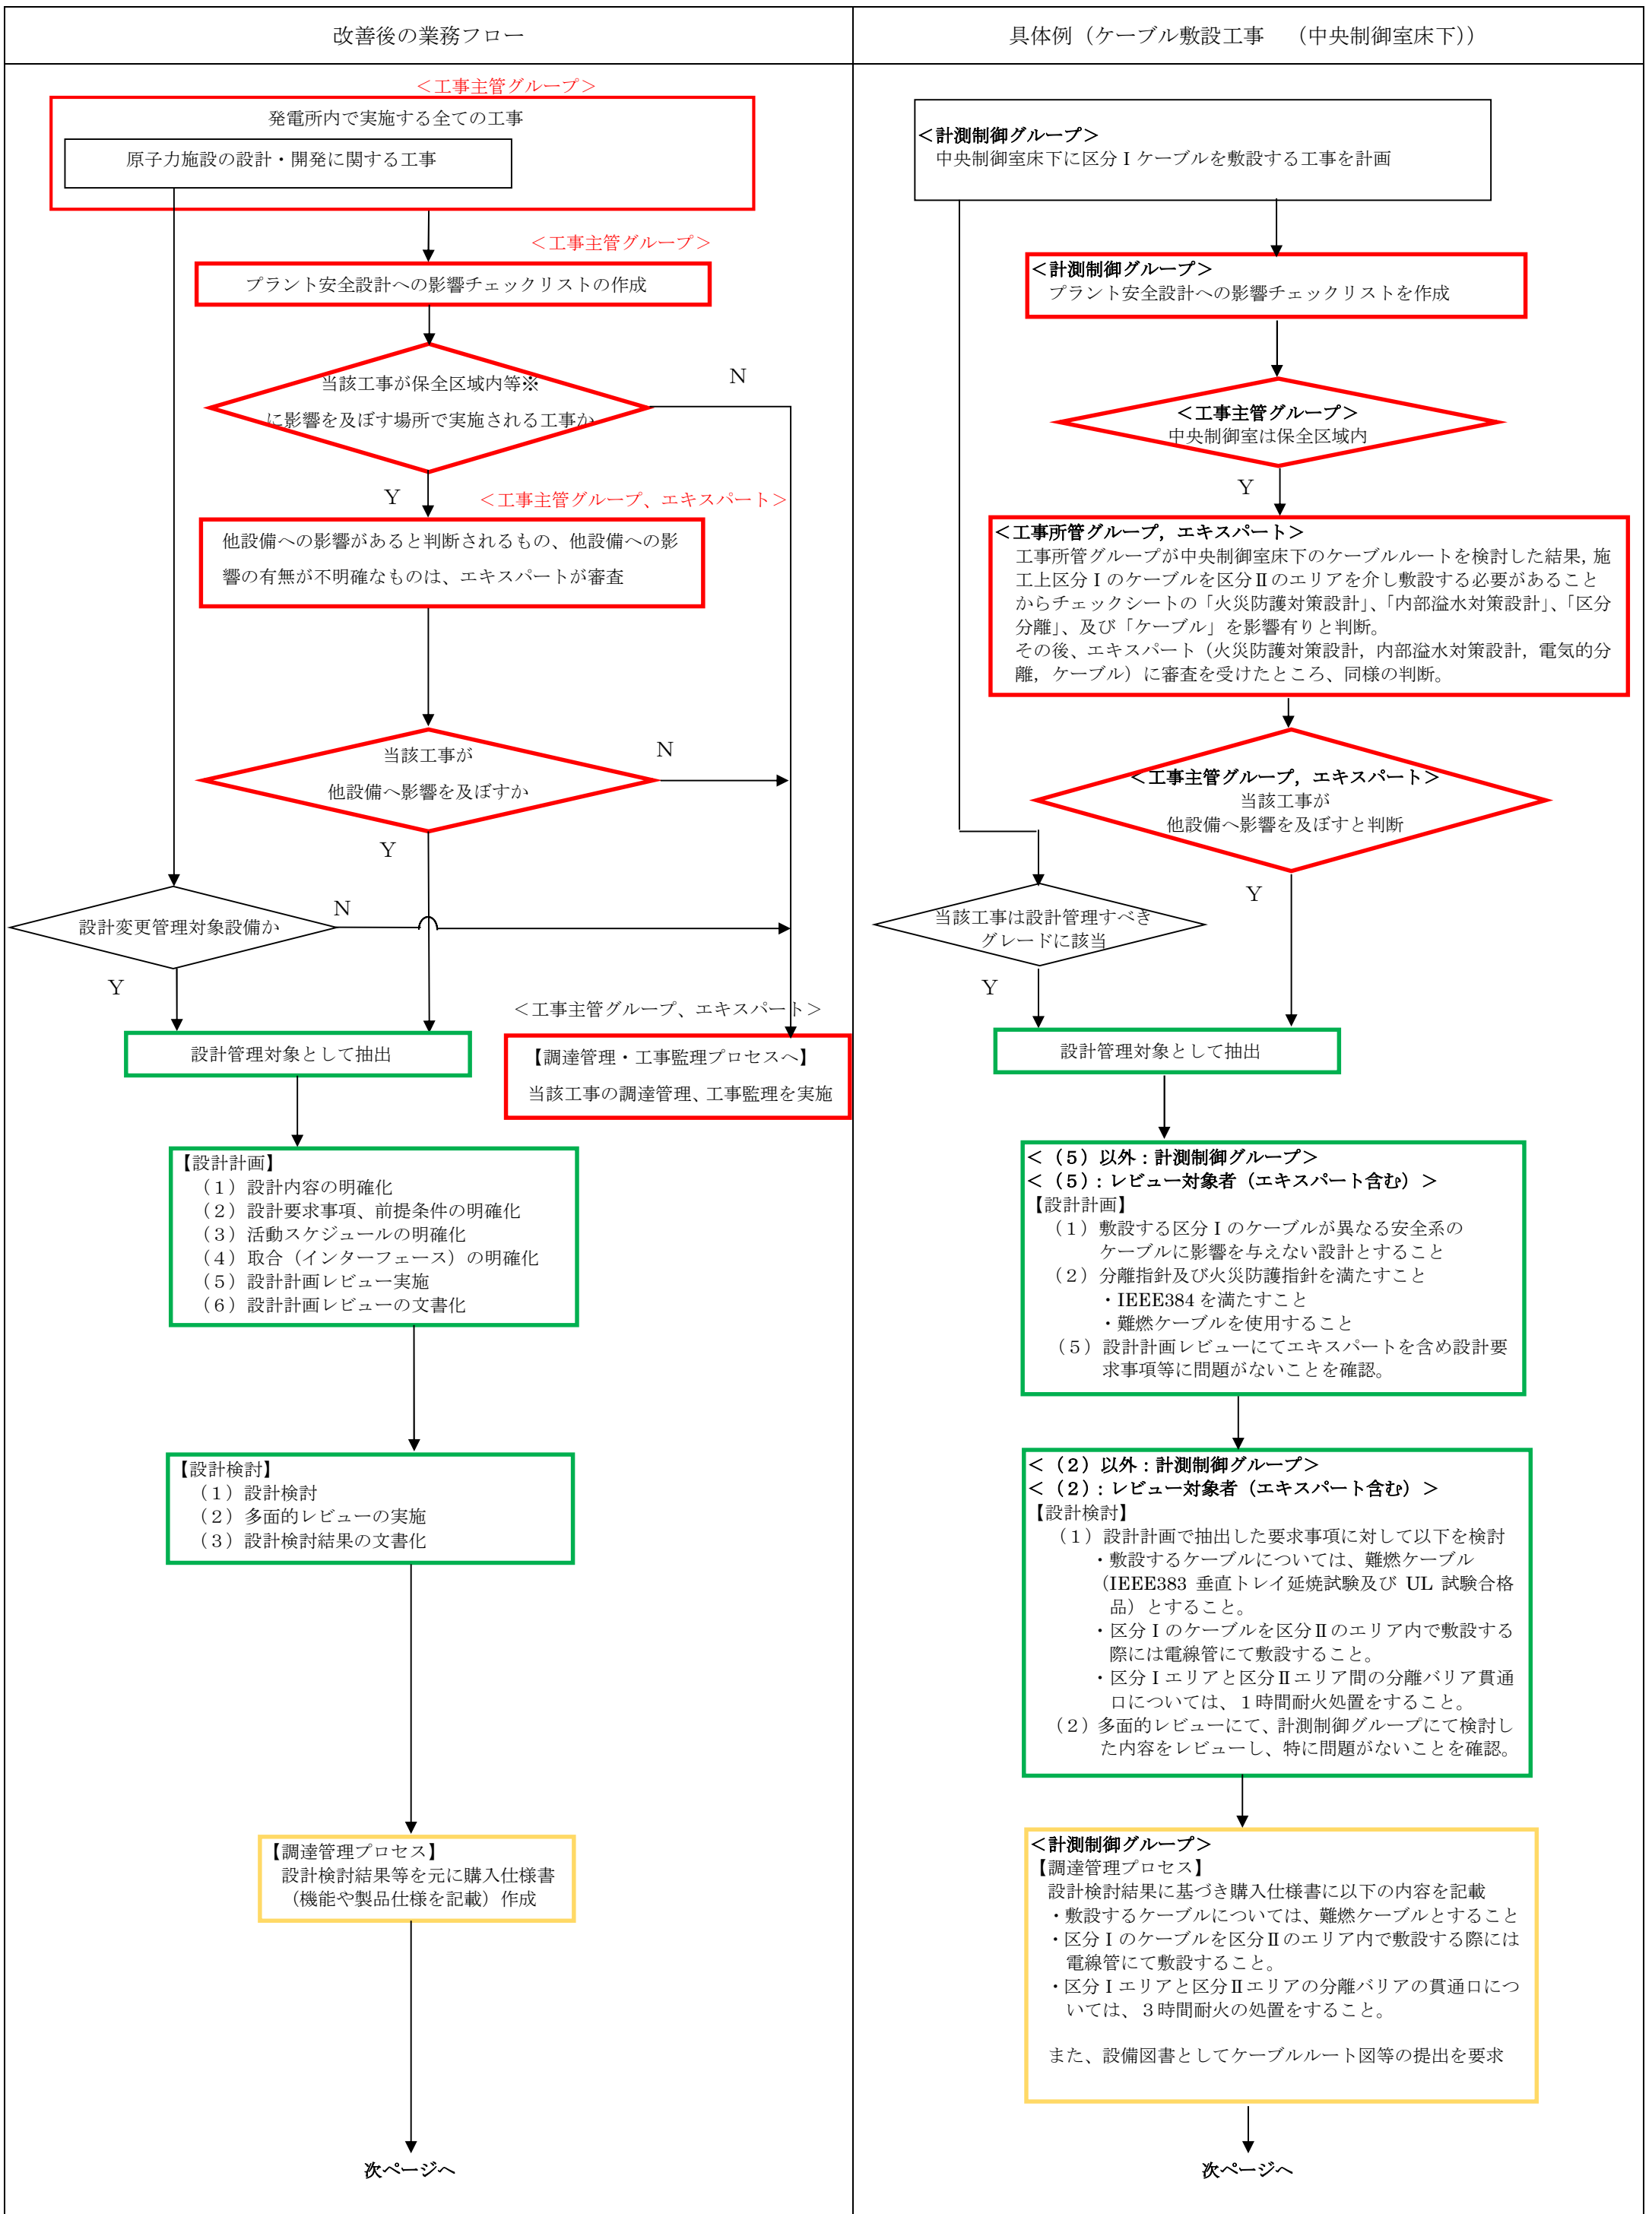 改善後の業務フロー
＜工事主管グループ＞
発電所内で実施する全ての工事
原子力施設の設計・開発に関する工事
＜工事主管グループ＞
プラント安全設計への影響チェックリストの作成
当該工事が保全区域内等※
に影響を及ぼす場所で実施される工事か
N
Y
＜工事主管グループ、エキスパート＞
他設備への影響があると判断されるもの、他設備への影
響の有無が不明確なものは、エキスパートが審査
当該工事が
他設備へ影響を及ぼすか
N
Y
設計変更管理対象設備か
N
Y
＜工事主管グループ、エキスパート＞
設計管理対象として抽出
【調達管理・工事監理プロセスへ】
当該工事の調達管理、工事監理を実施
【設計計画】
（１）設計内容の明確化
（２）設計要求事項、前提条件の明確化
（３）活動スケジュールの明確化
（４）取合（インターフェース）の明確化
（５）設計計画レビュー実施
（６）設計計画レビューの文書化
【設計検討】
（１）設計検討
（２）多面的レビューの実施
（３）設計検討結果の文書化
【調達管理プロセス】
設計検討結果等を元に購入仕様書
（機能や製品仕様を記載）作成
次ページへ
具体例（ケーブル敷設工事　（中央制御室床下））
＜計測制御グループ＞
中央制御室床下に区分Ⅰケーブルを敷設する工事を計画
＜計測制御グループ＞
プラント安全設計への影響チェックリストを作成
＜工事主管グループ＞
中央制御室は保全区域内
Y
＜工事所管グループ，エキスパート＞
工事所管グループが中央制御室床下のケーブルルートを検討した結果，施
工上区分Ⅰのケーブルを区分Ⅱのエリアを介し敷設する必要があること
からチェックシートの「火災防護対策設計」、「内部溢水対策設計」、「区分
分離」、及び「ケーブル」を影響有りと判断。
その後、エキスパート（火災防護対策設計，内部溢水対策設計，電気的分
離，ケーブル）に審査を受けたところ、同様の判断。
＜工事主管グループ，エキスパート＞
当該工事が
他設備へ影響を及ぼすと判断
Y
当該工事は設計管理すべき
グレードに該当
Y
設計管理対象として抽出
＜（５）以外：計測制御グループ＞
＜（５）：レビュー対象者（エキスパート含む）＞
【設計計画】
（１）敷設する区分Ⅰのケーブルが異なる安全系の
ケーブルに影響を与えない設計とすること
（２）分離指針及び火災防護指針を満たすこと
・IEEE384 を満たすこと
・難燃ケーブルを使用すること
（５）設計計画レビューにてエキスパートを含め設計要
求事項等に問題がないことを確認。
＜（２）以外：計測制御グループ＞
＜（２）：レビュー対象者（エキスパート含む）＞
【設計検討】
（１）設計計画で抽出した要求事項に対して以下を検討
・敷設するケーブルについては、難燃ケーブル
（IEEE383 垂直トレイ延焼試験及び UL 試験合格
品）とすること。
・区分Ⅰのケーブルを区分Ⅱのエリア内で敷設する
際には電線管にて敷設すること。
・区分Ⅰエリアと区分Ⅱエリア間の分離バリア貫通
口については、１時間耐火処置をすること。
（２）多面的レビューにて、計測制御グループにて検討し
た内容をレビューし、特に問題がないことを確認。
＜計測制御グループ＞
【調達管理プロセス】
設計検討結果に基づき購入仕様書に以下の内容を記載
・敷設するケーブルについては、難燃ケーブルとすること
・区分Ⅰのケーブルを区分Ⅱのエリア内で敷設する際には
電線管にて敷設すること。
・区分Ⅰエリアと区分Ⅱエリアの分離バリアの貫通口につ
いては、３時間耐火の処置をすること。
また、設備図書としてケーブルルート図等の提出を要求
次ページへ